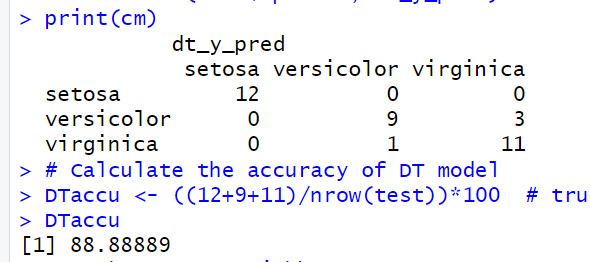 > print(cm)
dt_y_pred
setosa versicolor virginica
setosa 12 0 0
versicolor 0 9 3
virginica 0 1 11
> # Calculate the accuracy of DT model
> DTaccu <- ((12+9+11)/nrow(test))*100 # tru
> DTaccu
[1] 88.88889